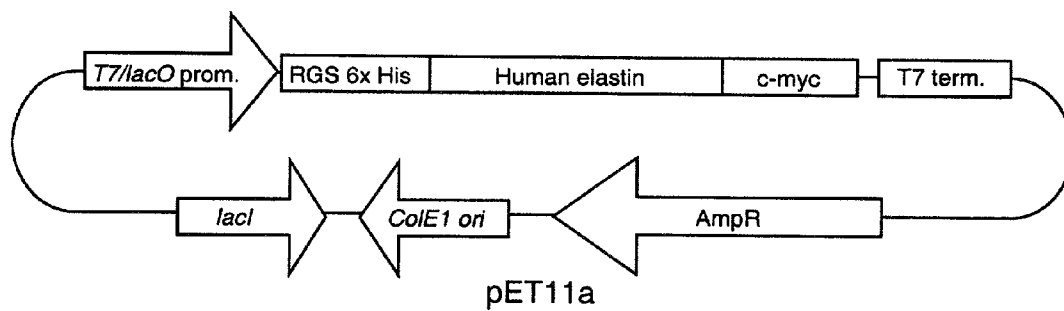 T7/lacO prom.
RGS 6x His
Human elastin
c-myc
T7 term.
lacI
ColE1 ori
AmpR
pET11a